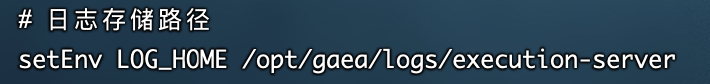 # 日志存储路径
setEnv LOG_HOME /opt/gaea/logs/execution-server